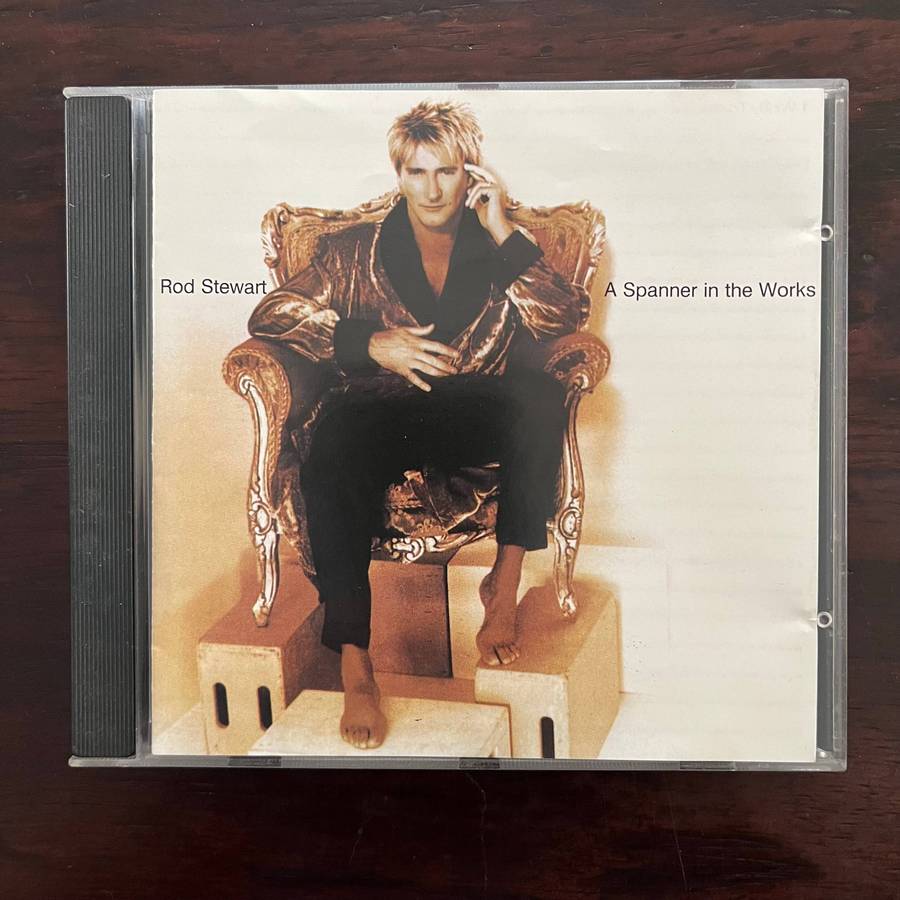 Rod Stewart
A Spanner in the Works